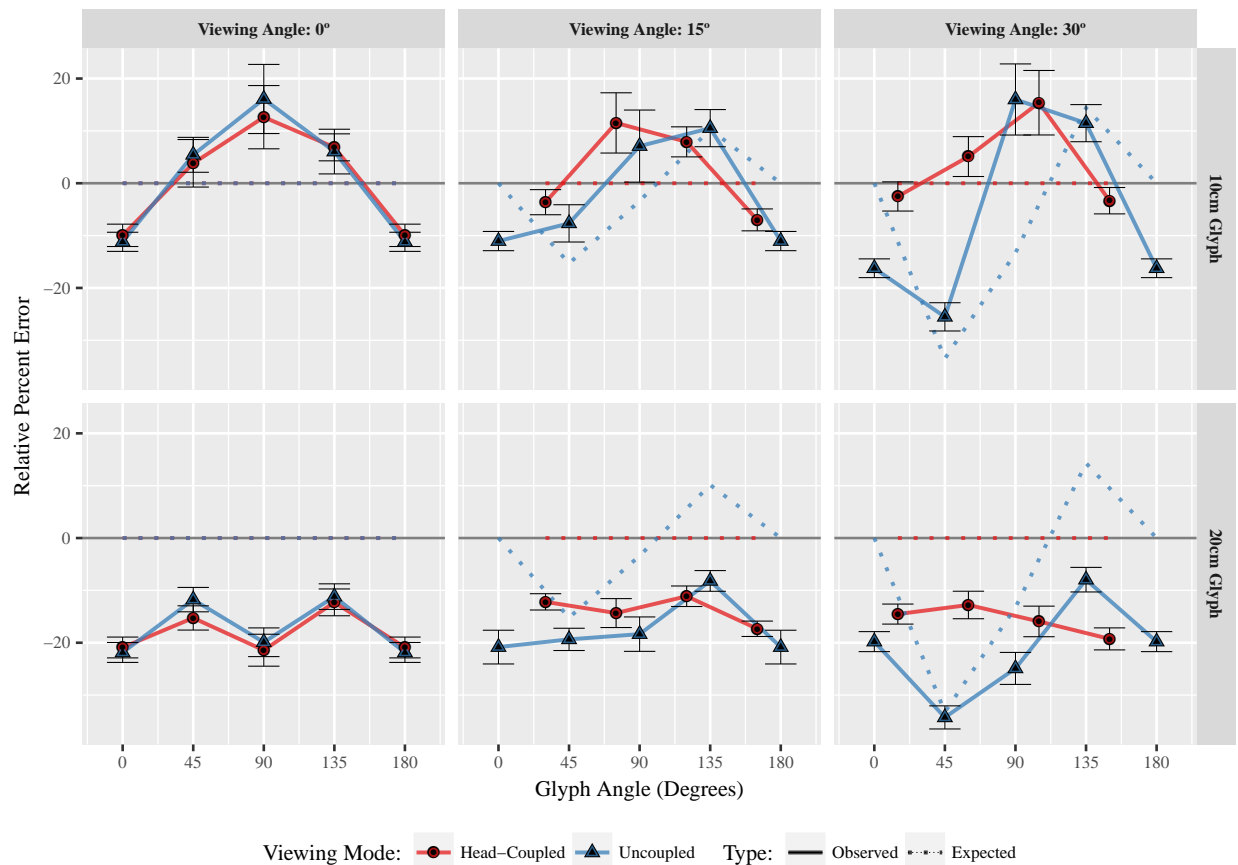 Viewing Angle: 0º Viewing Angle: 15º Viewing Angle: 30º
20
0
−20
10cm Glyph
20
0
−20
20cm Glyph
Relative Percent Error
0 45 90 135 180 0 45 90 135 180 0 45 90 135 180
Glyph Angle (Degrees)
Viewing Mode: Head−Coupled Uncoupled Type: Observed Expected